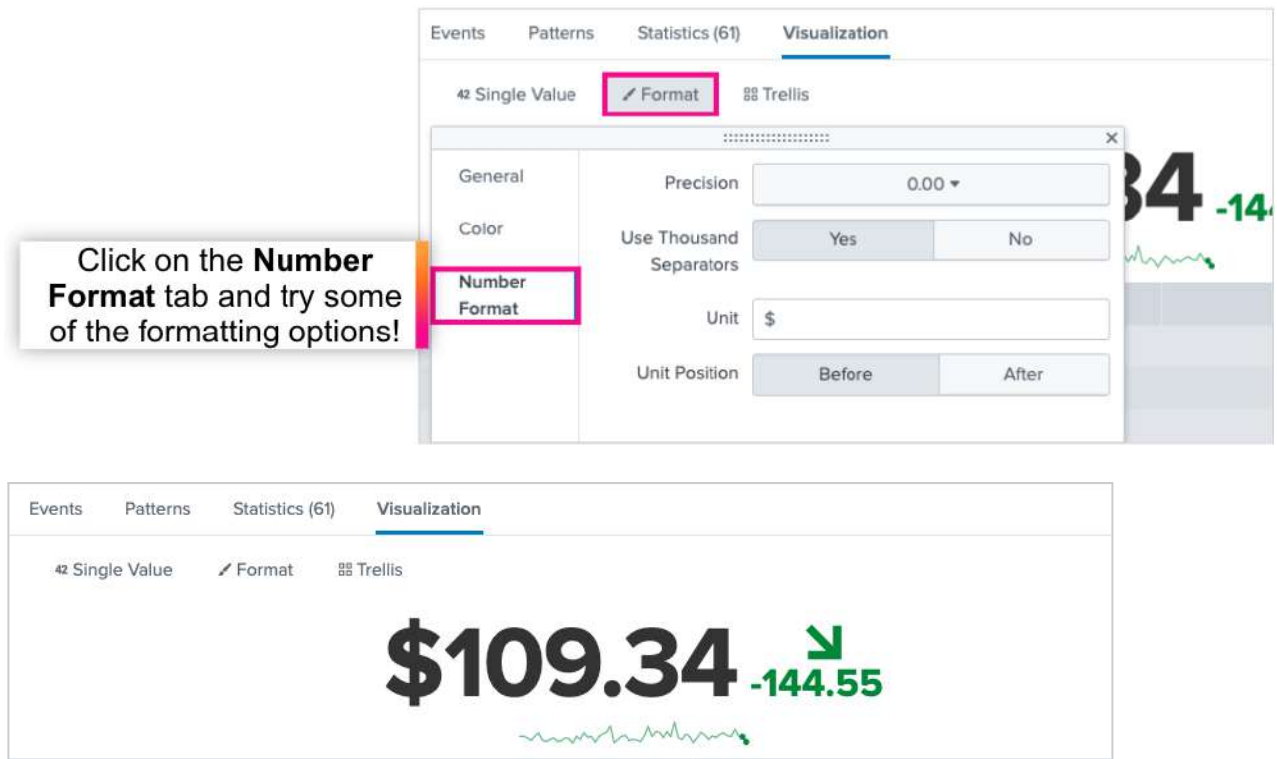 Events Patterns Statistics (61) Visualization
42 Single Value Format Trellis
General
Color
Number
Format
Precision 0.00
Use Thousand
Separators
Yes No
Unit $
Unit Position Before After
34 -14
Click on the Number
Format tab and try some
of the formatting options!
Events Patterns Statistics (61) Visualization
42 Single Value Format Trellis
$109.34 -144.55